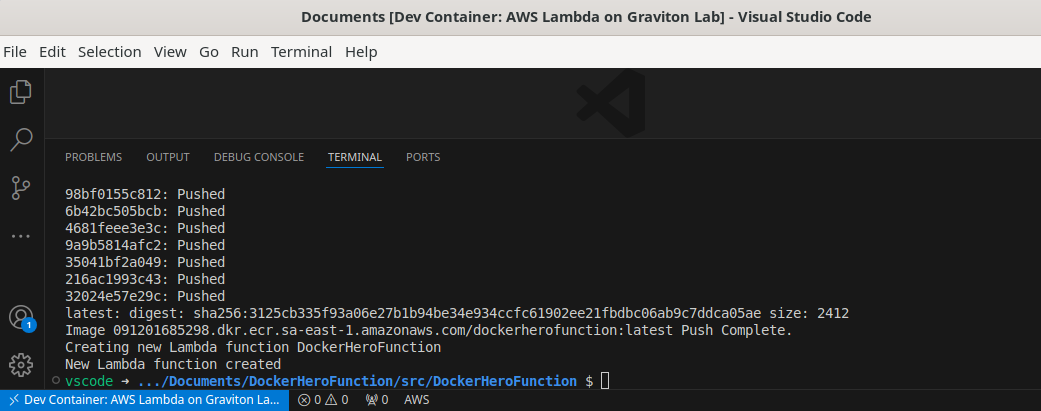 Documents [Dev Container: AWS Lambda on Graviton Lab] - Visual Studio Code
File Edit Selection View Go Run Terminal Help
PROBLEMS OUTPUT DEBUG CONSOLE TERMINAL PORTS
98bf0155c812: Pushed
6b42bc505bcb: Pushed
4681feee3e3c: Pushed
9a9b5814afc2: Pushed
35041bf2a049: Pushed
216ac1993c43: Pushed
32024e57e29c: Pushed
latest: digest: sha256:3125cb335f93a06e27b1b94be34e934ccfc61902ee21fbdbc06ab9c7ddca05ae size: 2412
Image 091201685298.dkr.ecr.sa-east-1.amazonaws.com/dockerherofunction:latest Push Complete.
Creating new Lambda function DockerHeroFunction
New Lambda function created
vscode ➜ .../Documents/DockerHeroFunction/src/DockerHeroFunction $
1
Dev Container: AWS Lambda on Graviton La... 0 0 0 AWS